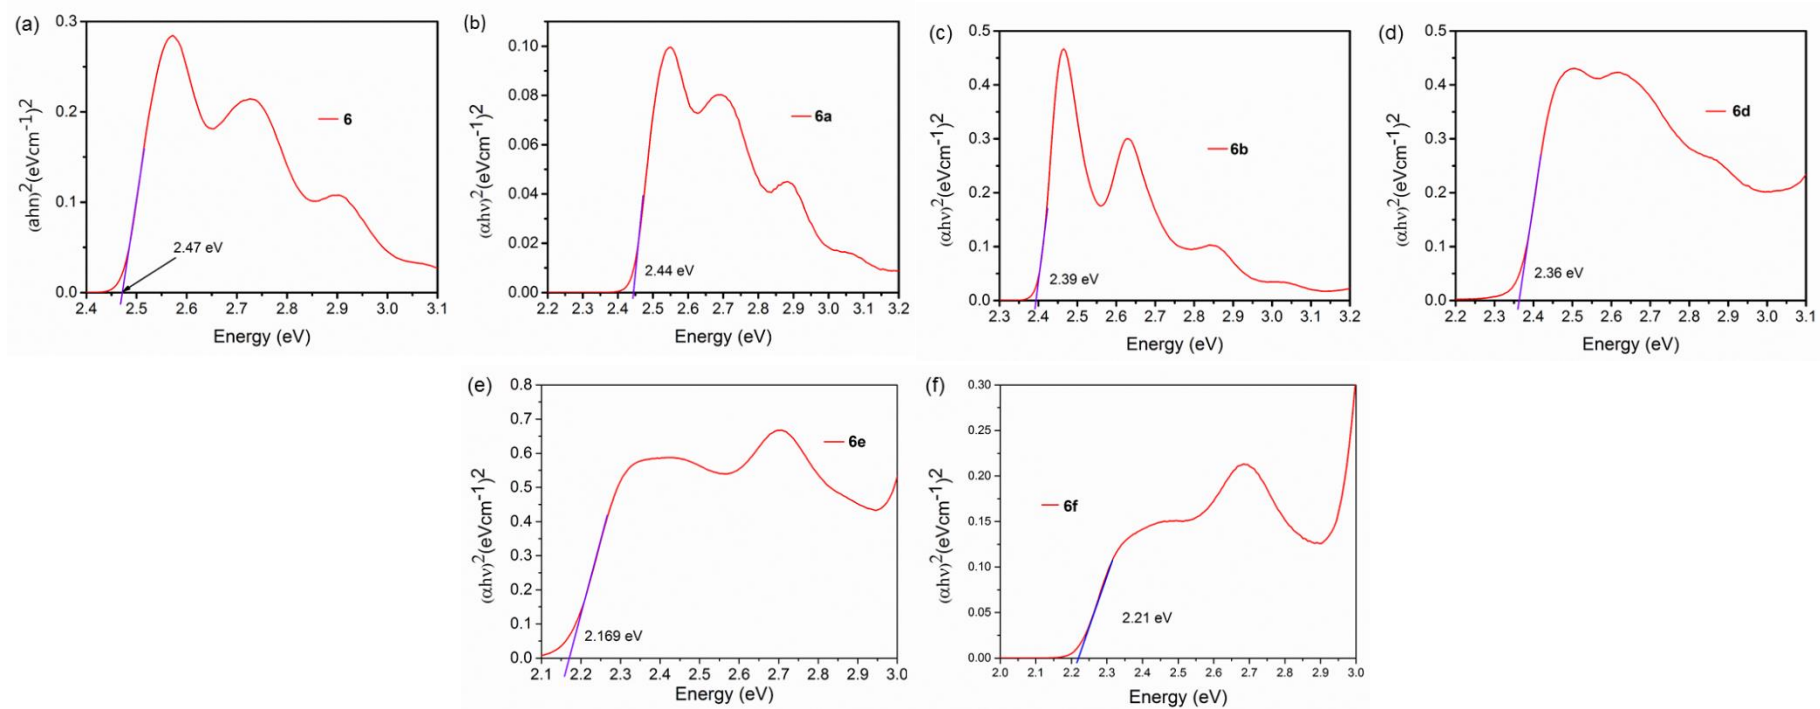 (a)
(ahn)^2(eVcm-1)^2
0.3
0.2
0.1
0.0
6
2.47 eV
2.4 2.5 2.6 2.7 2.8 2.9 3.0 3.1
Energy (eV)
(b)
(αhν)^2(eVcm-1)^2
0.10
0.08
0.06
0.04
0.02
0.00
6a
2.44 eV
2.2 2.3 2.4 2.5 2.6 2.7 2.8 2.9 3.0 3.1 3.2
Energy (eV)
(c)
(αhν)^2(eVcm-1)^2
0.5
0.4
0.3
0.2
0.1
0.0
6b
2.39 eV
2.3 2.4 2.5 2.6 2.7 2.8 2.9 3.0 3.1 3.2
Energy (eV)
(d)
(αhν)^2(eVcm-1)^2
0.5
0.4
0.3
0.2
0.1
0.0
6d
2.36 eV
2.2 2.3 2.4 2.5 2.6 2.7 2.8 2.9 3.0 3.1
Energy (eV)
(e)
(αhν)^2(eVcm-1)^2
0.8
0.7
0.6
0.5
0.4
0.3
0.2
0.1
0.0
6e
2.169 eV
2.1 2.2 2.3 2.4 2.5 2.6 2.7 2.8 2.9 3.0
Energy (eV)
(f)
(αhν)^2(eVcm-1)^2
0.30
0.25
0.20
0.15
0.10
0.05
0.00
6f
2.21 eV
2.0 2.1 2.2 2.3 2.4 2.5 2.6 2.7 2.8 2.9 3.0
Energy (eV)